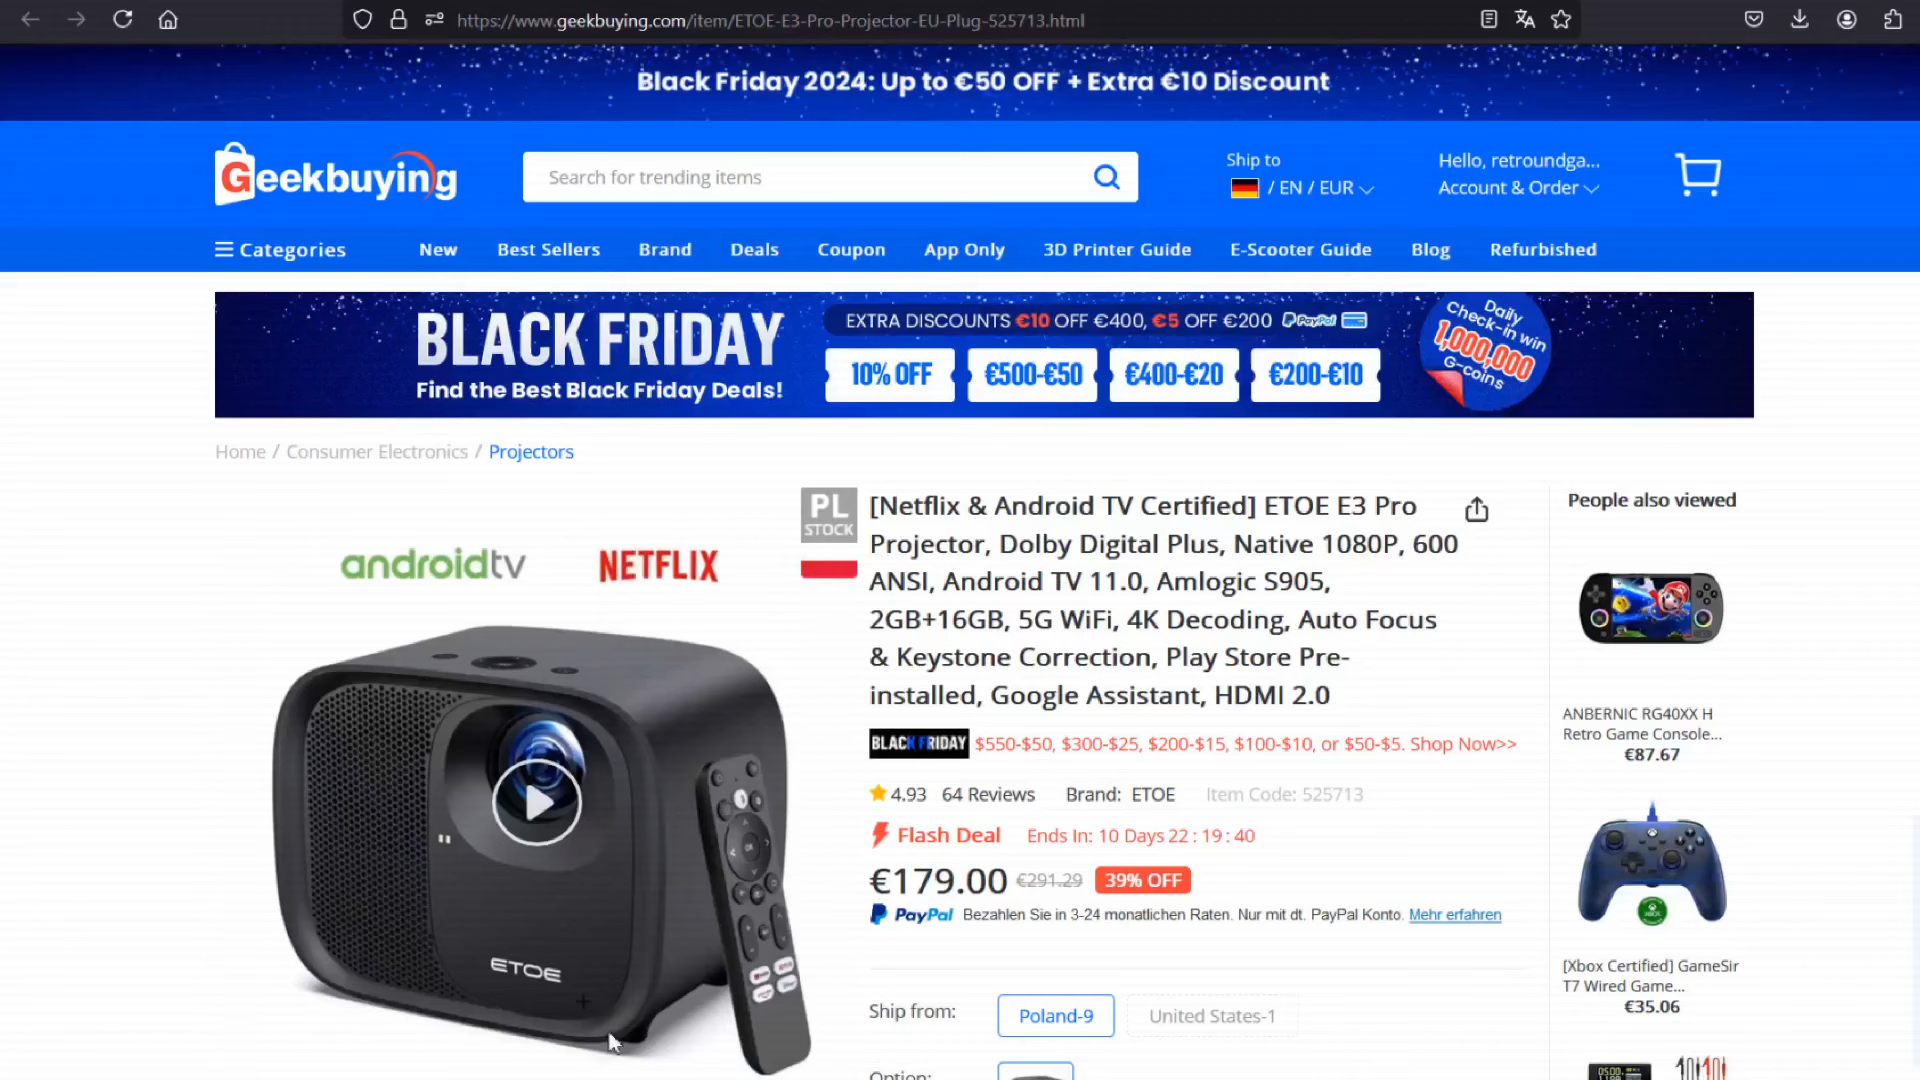 https://www.geekbuying.com/item/ETOE-E3-Pro-Projector-EU-Plug-525713.html
Black Friday 2024: Up to €50 OFF + Extra €10 Discount
Geekbuying
Search for trending items
Ship to
/ EN / EUR
Hello, retroundga...
Account & Order
Categories
New
Best Sellers
Brand
Deals
Coupon
App Only
3D Printer Guide
E-Scooter Guide
Blog
Refurbished
BLACK FRIDAY
Find the Best Black Friday Deals!
EXTRA DISCOUNTS €10 OFF €400, €5 OFF €200 PayPal
10% OFF
€500-€50
€400-€20
€200-€10
Daily
Check-in win
1,000,000
G-coins
Home / Consumer Electronics / Projectors
androidtv
NETFLIX
ETOE
PL
STOCK
[Netflix & Android TV Certified] ETOE E3 Pro
Projector, Dolby Digital Plus, Native 1080P, 600
ANSI, Android TV 11.0, Amlogic S905,
2GB+16GB, 5G WiFi, 4K Decoding, Auto Focus
& Keystone Correction, Play Store Pre-
installed, Google Assistant, HDMI 2.0
BLACK FRIDAY $550-$50, $300-$25, $200-$15, $100-$10, or $50-$5. Shop Now>>
4.93 64 Reviews Brand: ETOE Item Code: 525713
Flash Deal Ends In: 10 Days 22 : 19 : 40
€179.00 €291.29 39% OFF
PayPal Bezahlen Sie in 3-24 monatlichen Raten. Nur mit dt. PayPal Konto. Mehr erfahren
Ship from: Poland-9 United States-1
Option:
People also viewed
ANBERNIC RG40XX H
Retro Game Console...
€87.67
[Xbox Certified] GameSir
T7 Wired Game...
€35.06